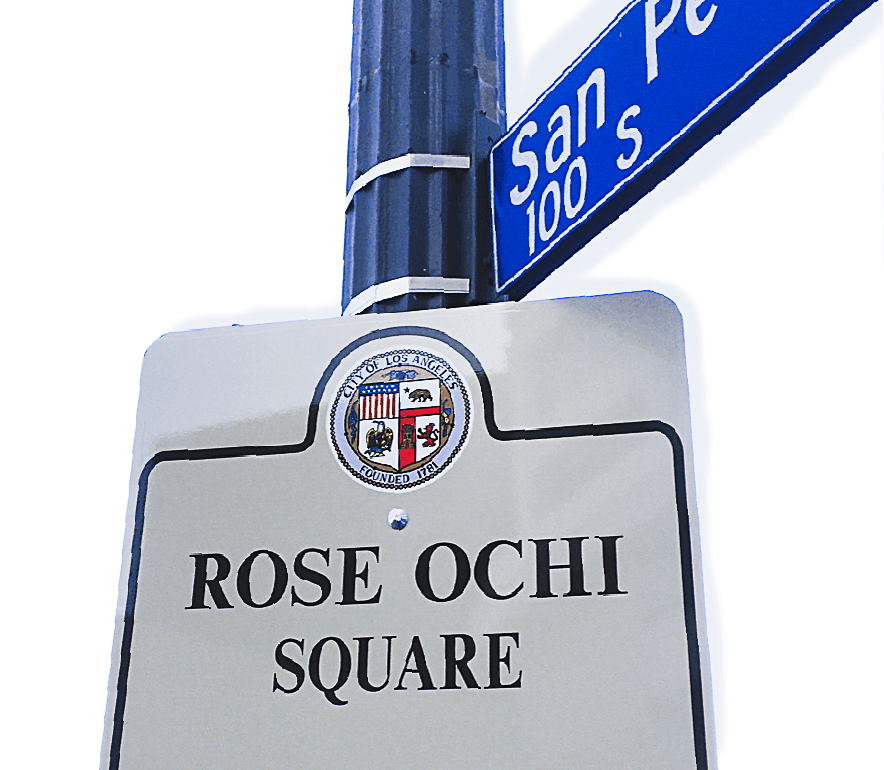 San Pe
100 S
CITY OF LOS ANGELES
FOUNDED 1781
ROSE OCHI
SQUARE